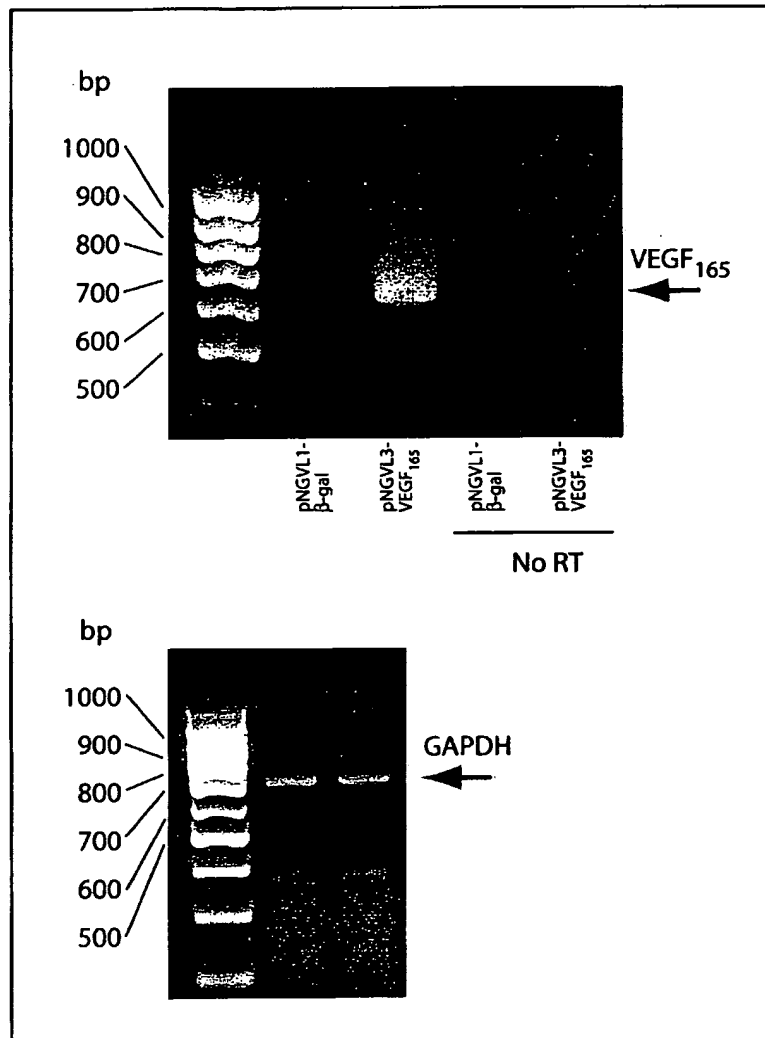 bp
1000
900
800
700
600
500
VEGF165
pNGVL1-
β-gal
pNGVL3-
VEGF165
pNGVL1-
β-gal
pNGVL3-
VEGF165
No RT
bp
1000
900
800
700
600
500
GAPDH